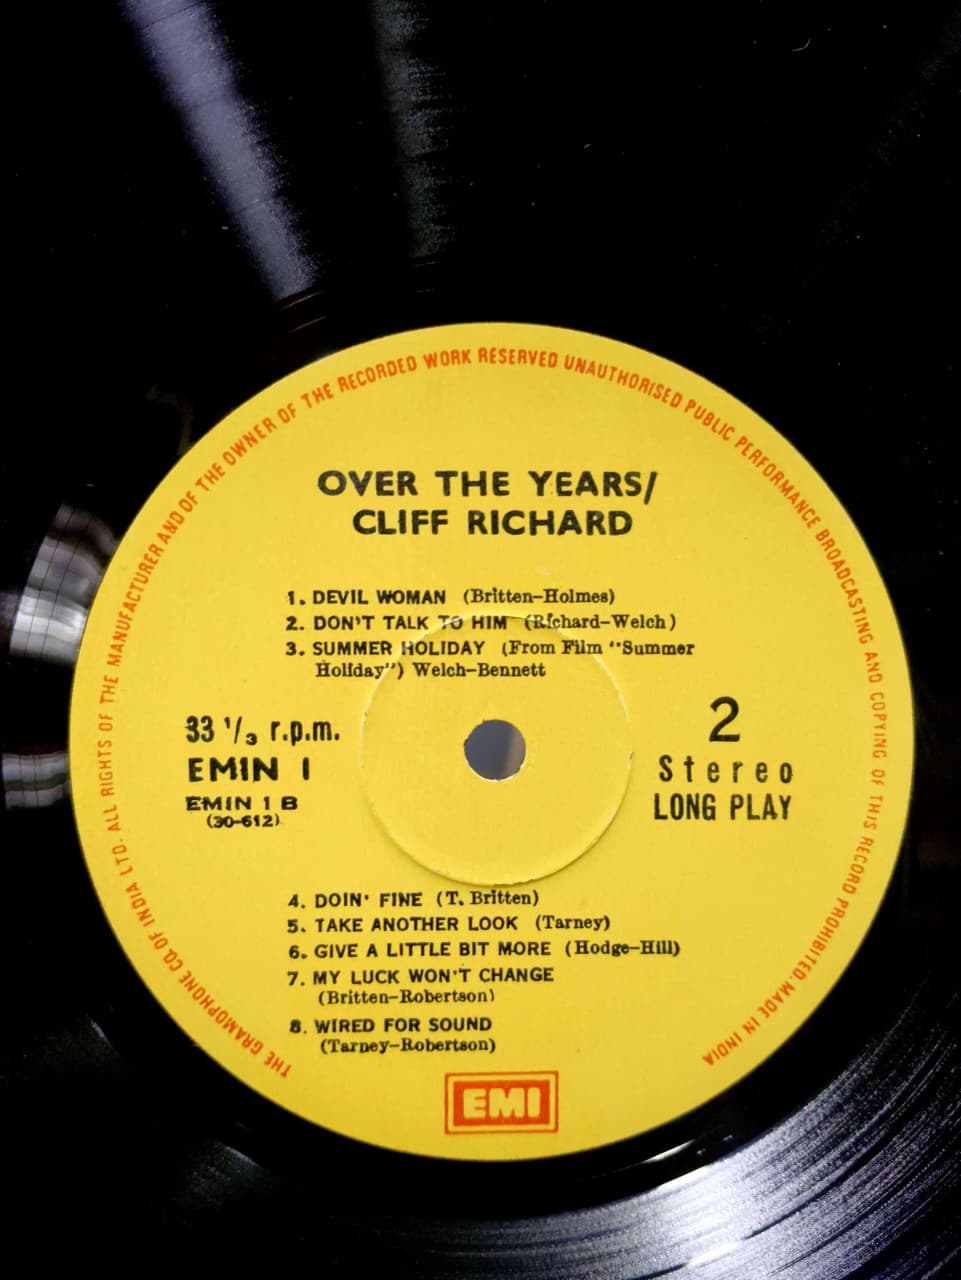 THE GRAMOPHONE CO. OF INDIA LTD. ALL RIGHTS OF THE MANUFACTURER AND OF THE OWNER OF THE RECORDED WORK RESERVED UNAUTHORISED PUBLIC PERFORMANCE BROADCASTING AND COPYING OF THIS RECORD PROHIBITED. MADE IN INDIA
OVER THE YEARS/
CLIFF RICHARD
1. DEVIL WOMAN (Britten-Holmes)
2. DON'T TALK TO HIM (Richard-Welch)
3. SUMMER HOLIDAY (From Film "Summer
Holiday") Welch-Bennett
33 1/3 r.p.m.
EMIN 1
EMIN 1 B
(30-612)
2
Stereo
LONG PLAY
4. DOIN' FINE (T. Britten)
5. TAKE ANOTHER LOOK (Tarney)
6. GIVE A LITTLE BIT MORE (Hodge-Hill)
7. MY LUCK WON'T CHANGE
(Britten-Robertson)
8. WIRED FOR SOUND
(Tarney-Robertson)
EMI